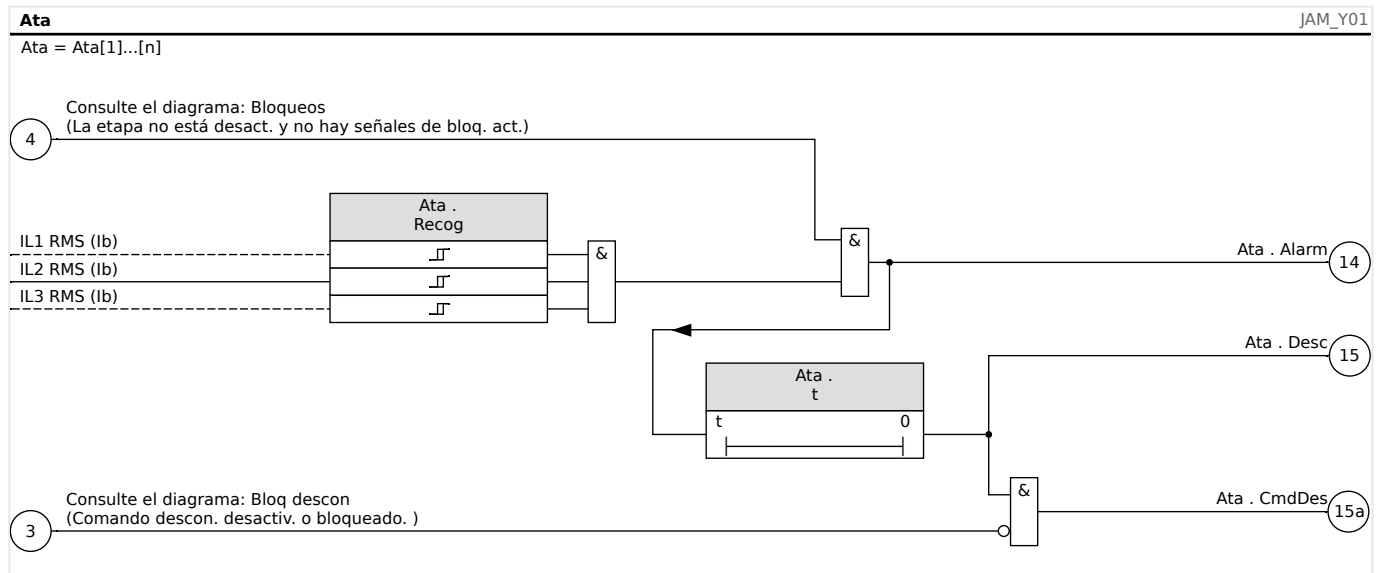 Ata
JAM_Y01
Ata = Ata[1]...[n]
Consulte el diagrama: Bloqueos
(La etapa no está desact. y no hay señales de bloq. act.)
4
Ata .
Recog
IL1 RMS (Ib)
IL2 RMS (Ib)
IL3 RMS (Ib)
&
&
Ata . Alarm
14
Ata . Desc
15
Ata .
t
t
0
Consulte el diagrama: Bloq descon
(Comando descon. desactiv. o bloqueado. )
3
&
Ata . CmdDes
15a